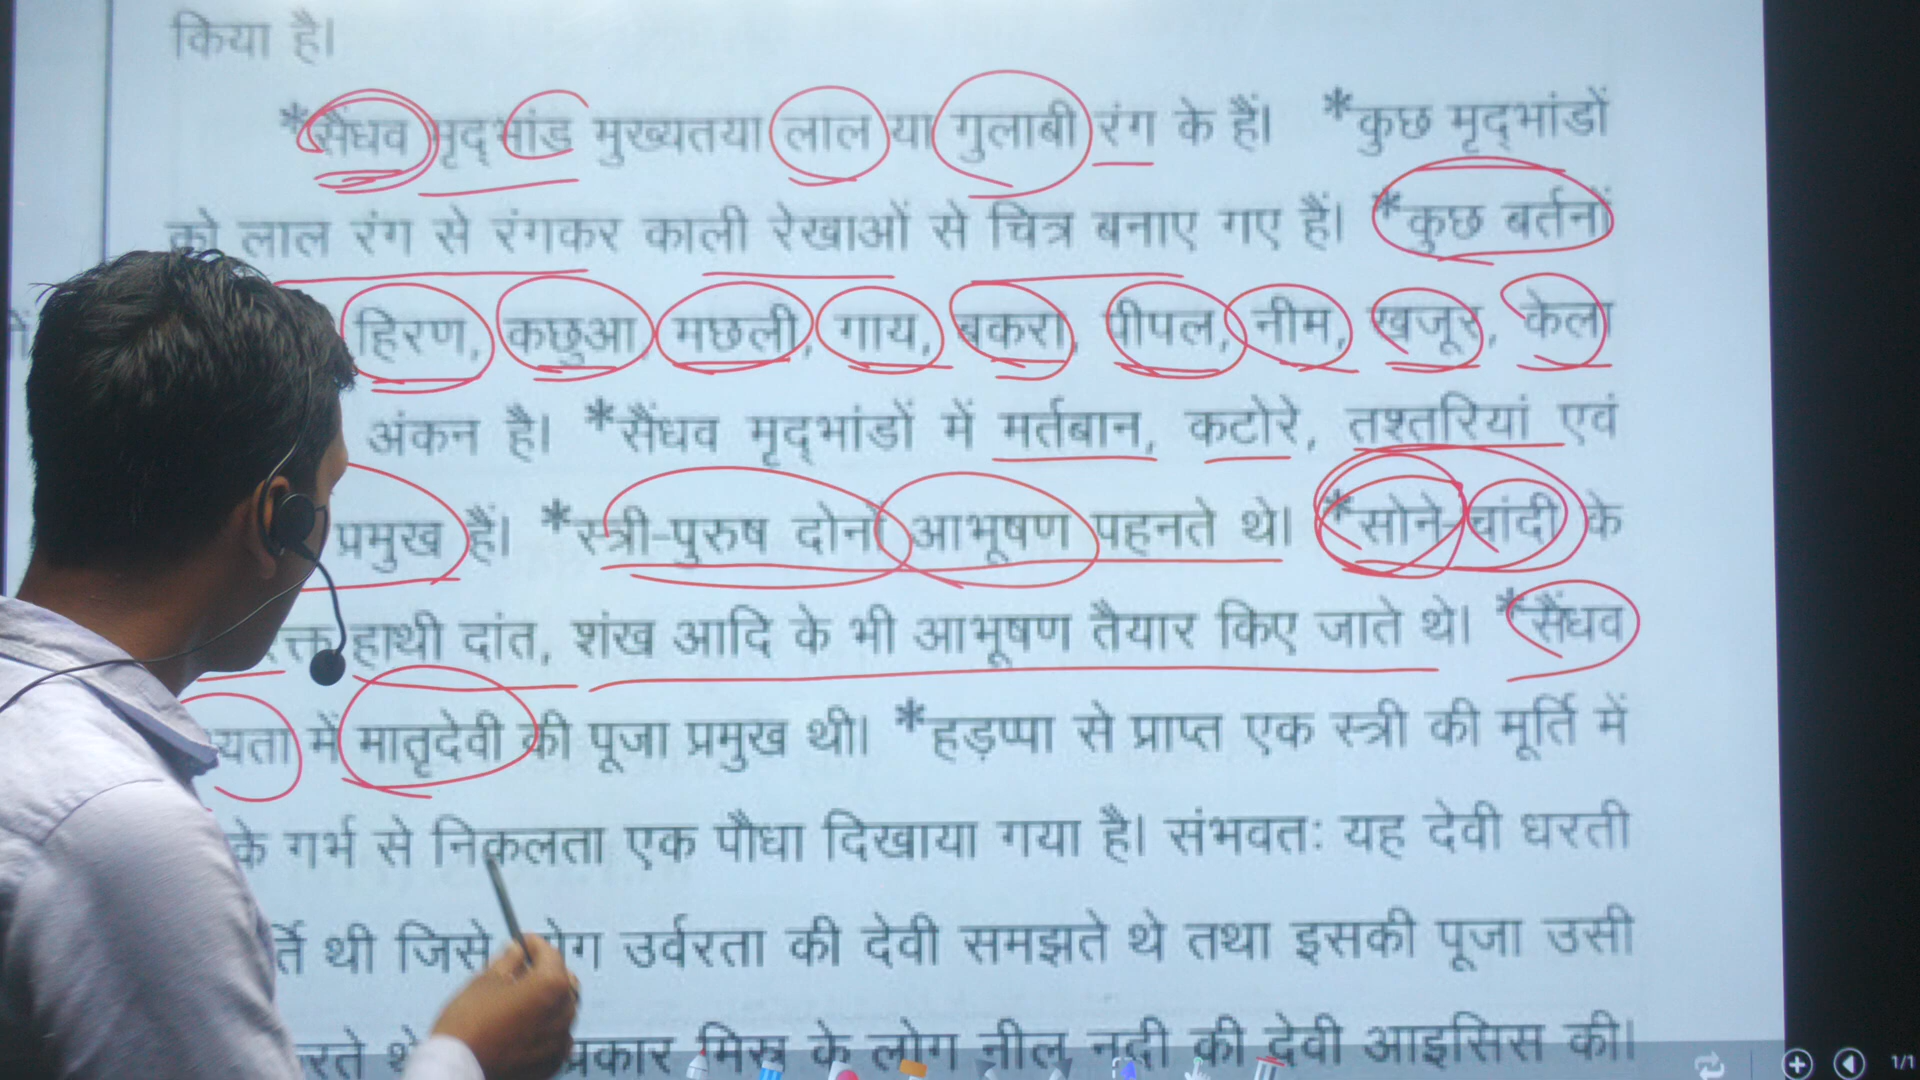 किया है।
*सैंधव मृद्भांड मुख्यतया लाल या गुलाबी रंग के हैं। *कुछ मृद्भांडों
को लाल रंग से रंगकर काली रेखाओं से चित्र बनाए गए हैं। *कुछ बर्तनों
हिरण, कछुआ, मछली, गाय, बकरा, पीपल, नीम, खजूर, केला
अंकन है। *सैंधव मृद्भांडों में मर्तबान, कटोरे, तश्तरियां एवं
प्रमुख हैं। *स्त्री-पुरुष दोनों आभूषण पहनते थे। *सोने चांदी के
हाथी दांत, शंख आदि के भी आभूषण तैयार किए जाते थे। *सैंधव
में मातृदेवी की पूजा प्रमुख थी। *हड़प्पा से प्राप्त एक स्त्री की मूर्ति में
के गर्भ से निकलता एक पौधा दिखाया गया है। संभवतः यह देवी धरती
थी जिसे उर्वरता की देवी समझते थे तथा इसकी पूजा उसी
मिस्र के लोग नील नदी की देवी आइसिस की।
1/1